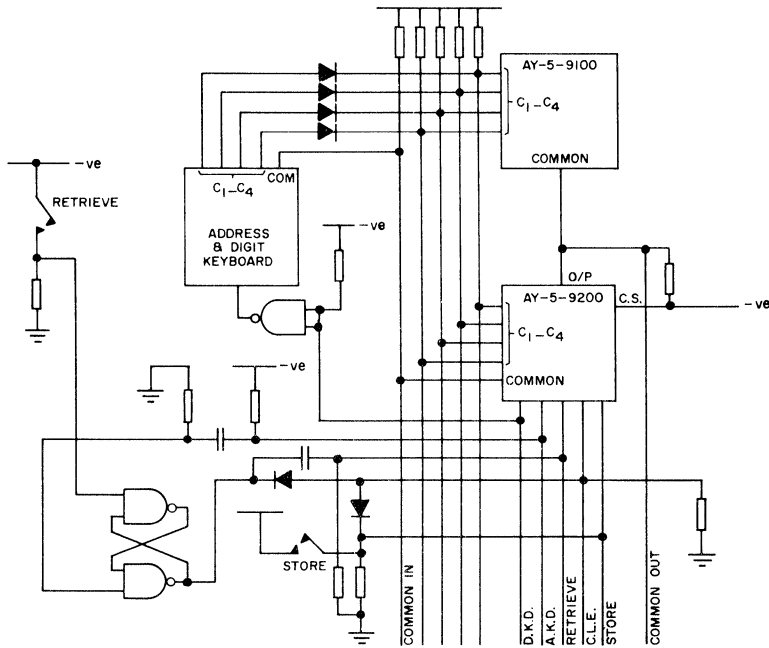 AY-5-9100
C1-C4
COMMON
-ve
RETRIEVE
C1-C4
COM
ADDRESS
& DIGIT
KEYBOARD
-ve
O/P
AY-5-9200
C.S.
-ve
C1-C4
COMMON
-ve
STORE
COMMON IN
D.K.D.
A.K.D.
RETRIEVE
C.L.E.
STORE
COMMON OUT